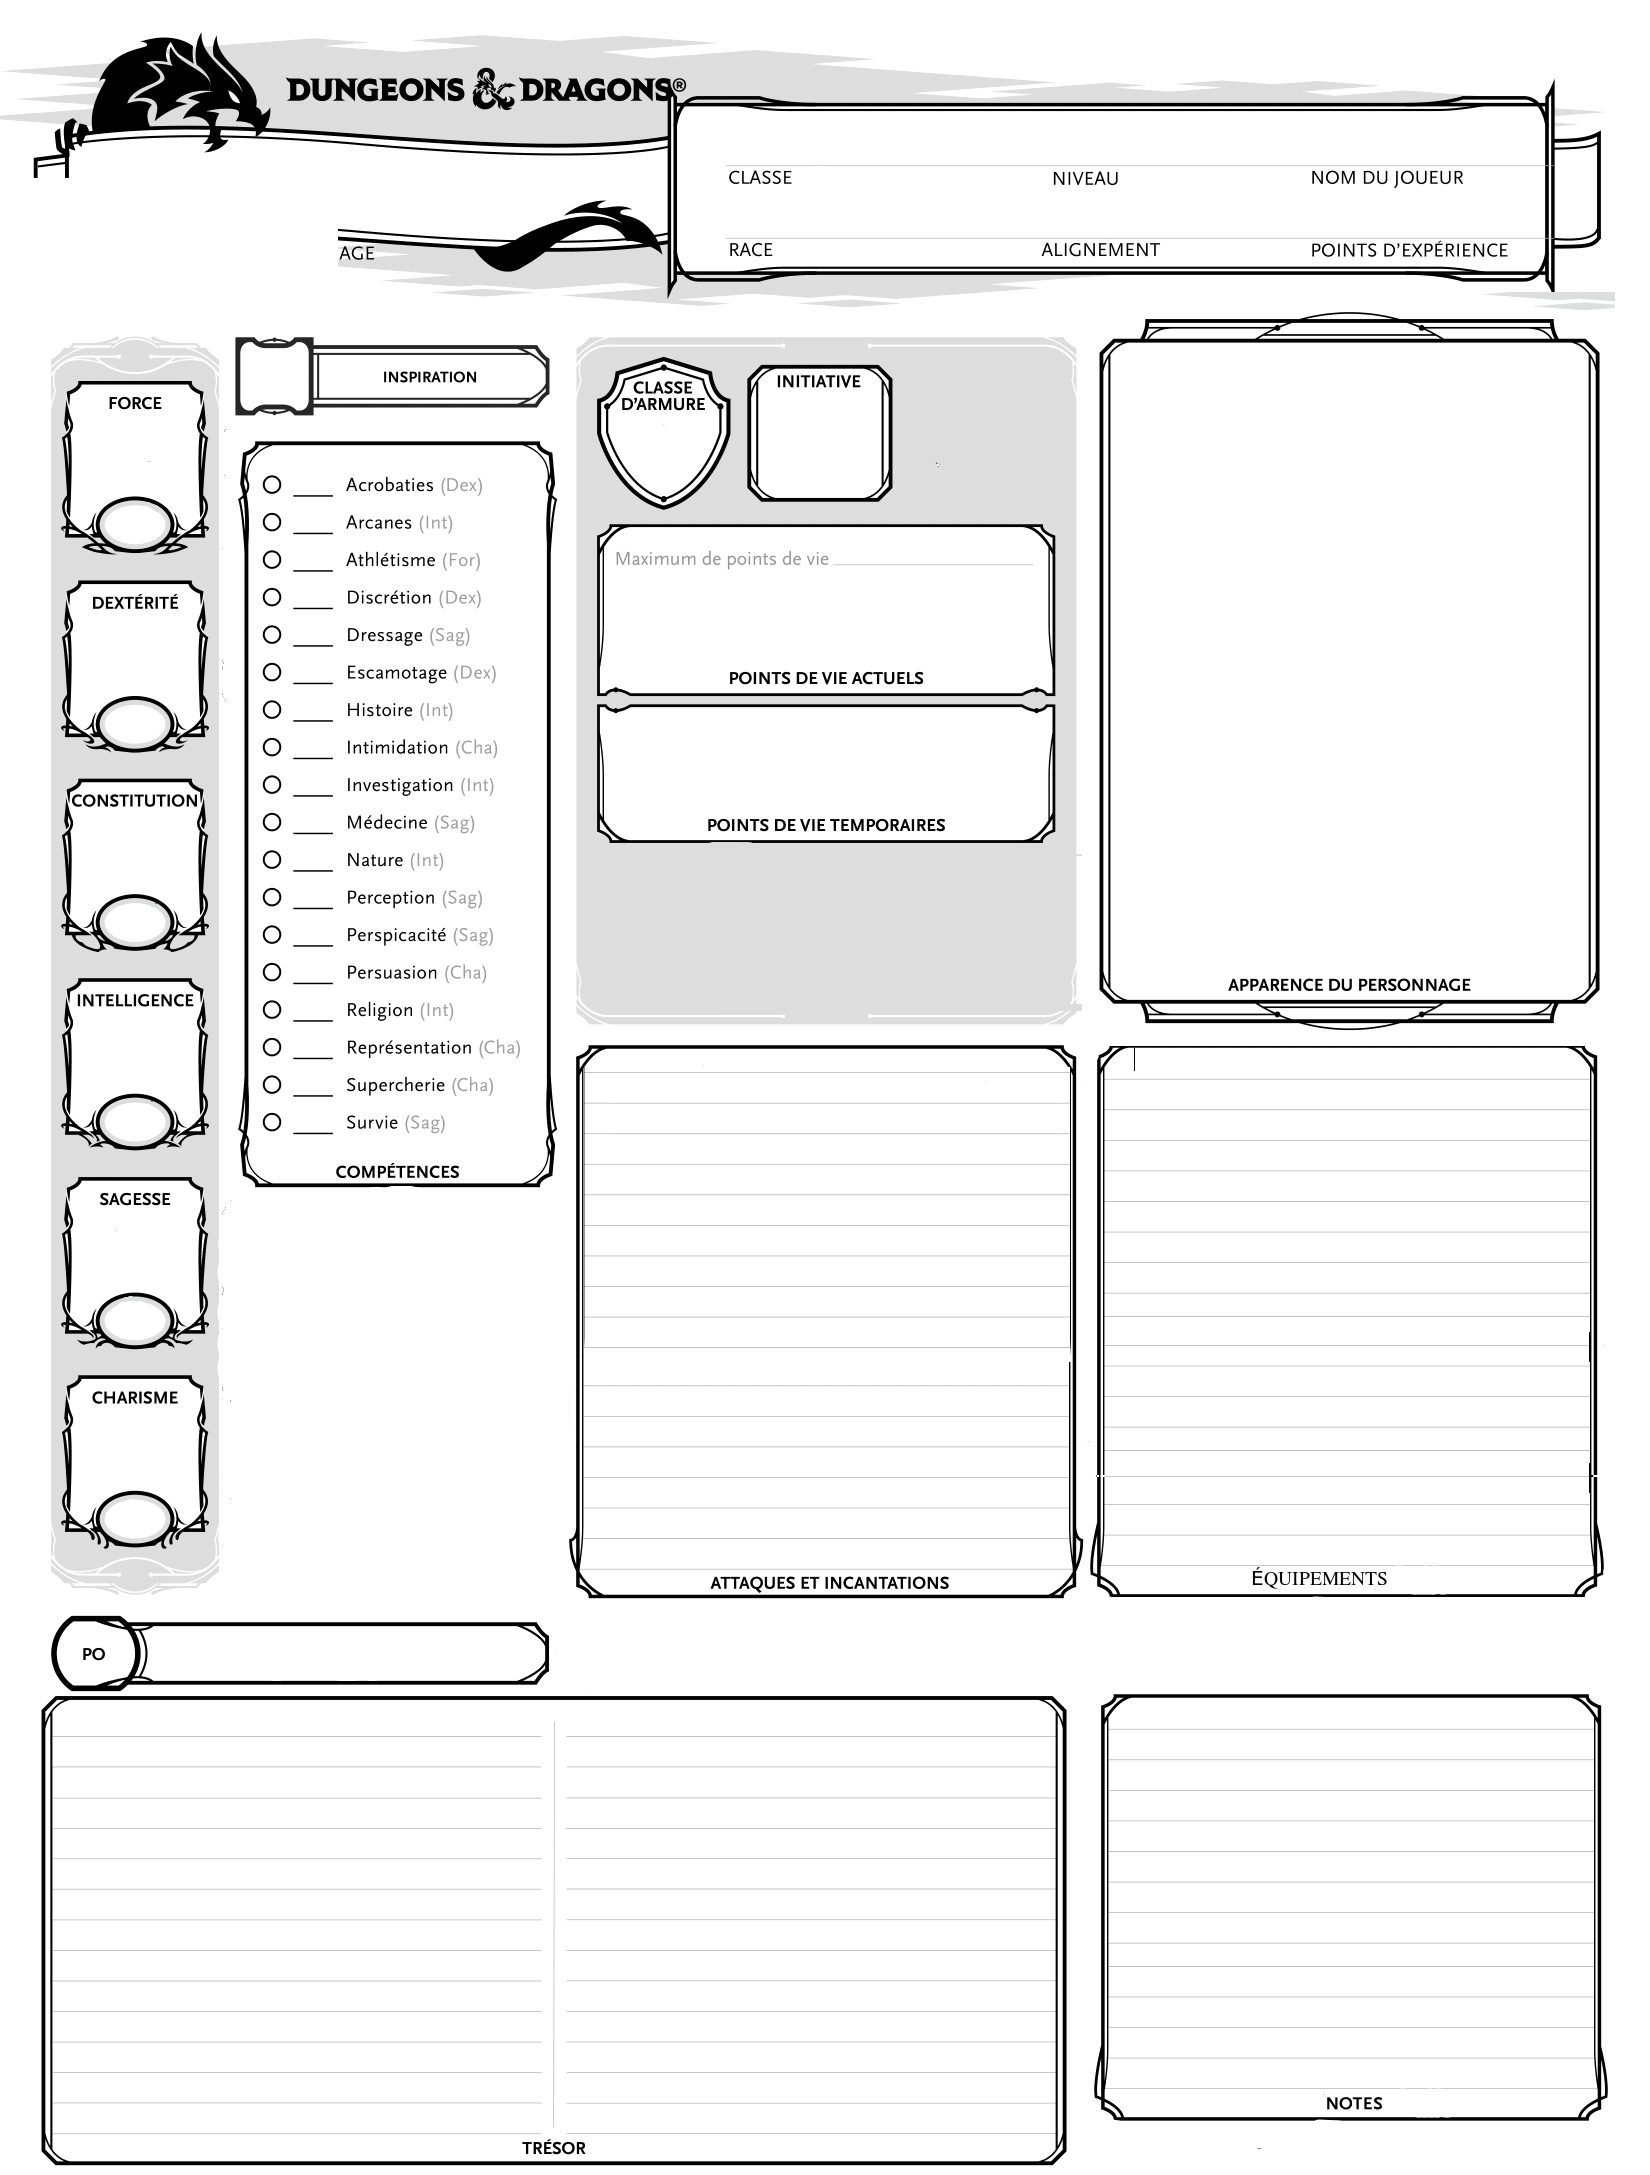 DUNGEONS & DRAGONS®
CLASSE NIVEAU NOM DU JOUEUR
AGE
RACE ALIGNEMENT POINTS D'EXPÉRIENCE
FORCE
DEXTÉRITÉ
CONSTITUTION
INTELLIGENCE
SAGESSE
CHARISME
INSPIRATION
Acrobaties (Dex)
Arcanes (Int)
Athlétisme (For)
Discrétion (Dex)
Dressage (Sag)
Escamotage (Dex)
Histoire (Int)
Intimidation (Cha)
Investigation (Int)
Médecine (Sag)
Nature (Int)
Perception (Sag)
Perspicacité (Sag)
Persuasion (Cha)
Religion (Int)
Représentation (Cha)
Supercherie (Cha)
Survie (Sag)
COMPÉTENCES
CLASSE
D'ARMURE
INITIATIVE
Maximum de points de vie
POINTS DE VIE ACTUELS
POINTS DE VIE TEMPORAIRES
APPARENCE DU PERSONNAGE
ATTAQUES ET INCANTATIONS
ÉQUIPEMENTS
PO
TRÉSOR
NOTES